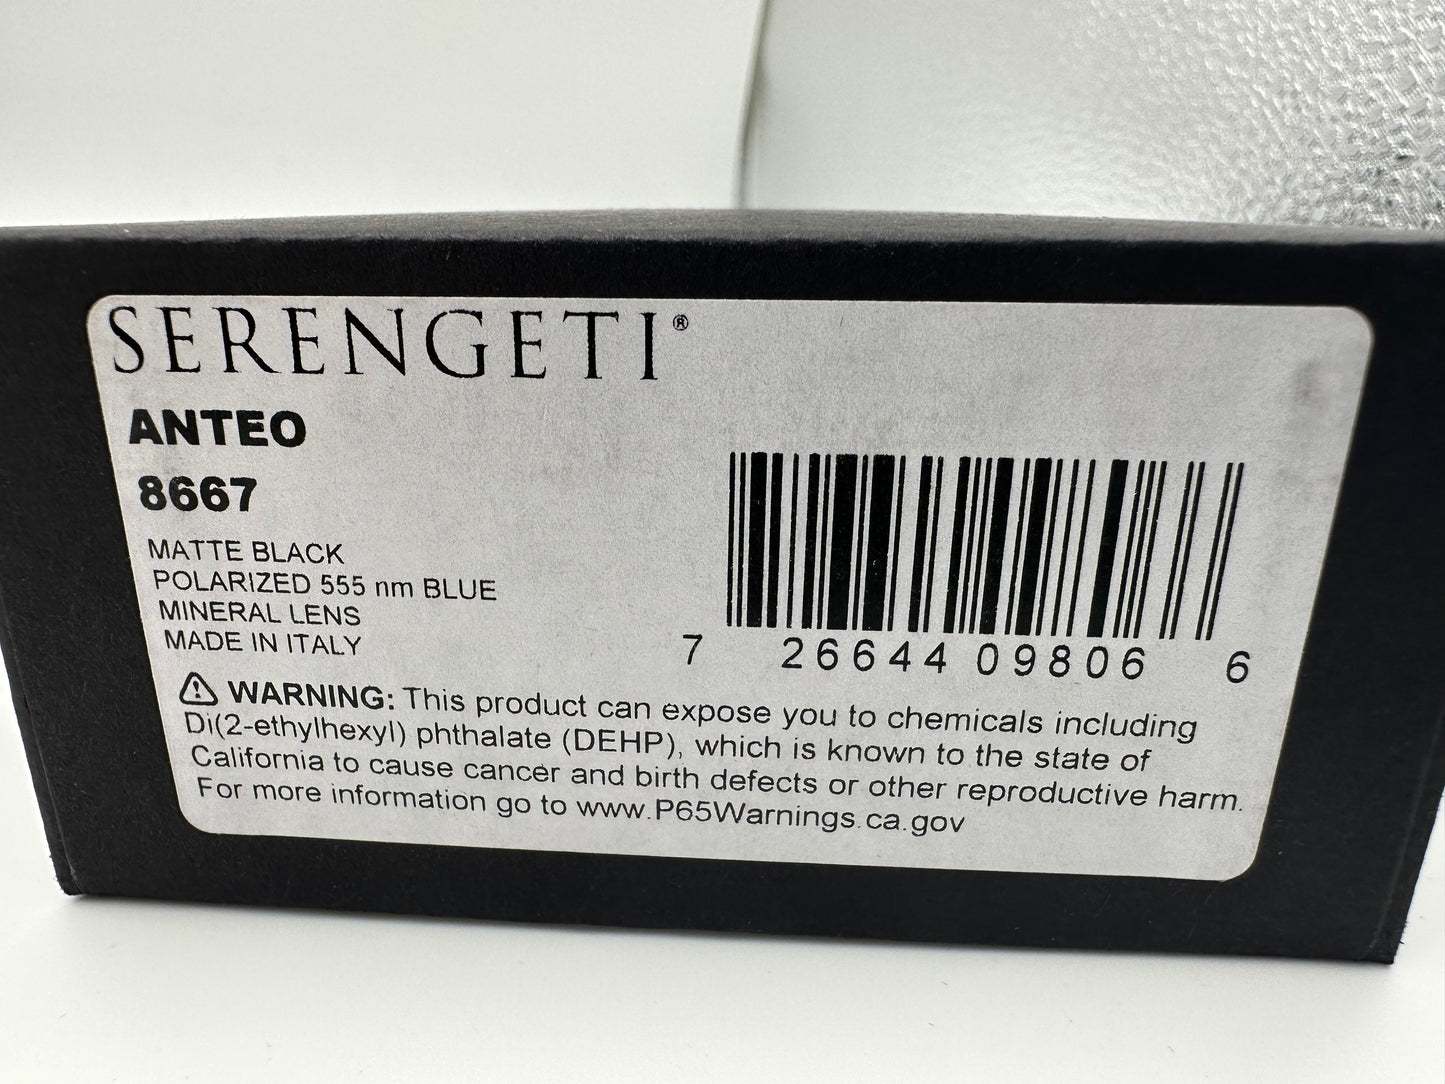 SERENGETI®
ANTEO
8667
MATTE BLACK
POLARIZED 555 nm BLUE
MINERAL LENS
MADE IN ITALY
7 26644 09806 6
⚠ WARNING: This product can expose you to chemicals including
Di(2-ethylhexyl) phthalate (DEHP), which is known to the state of
California to cause cancer and birth defects or other reproductive harm.
For more information go to www.P65Warnings.ca.gov